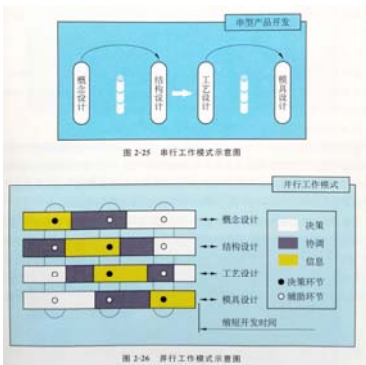 串型产品开发
概念设计
结构设计
工艺设计
模具设计
图 2-25 串行工作模式示意图
并行工作模式
概念设计
结构设计
工艺设计
模具设计
决策
协调
信息
决策环节
辅助环节
缩短开发时间
图 2-26 并行工作模式示意图